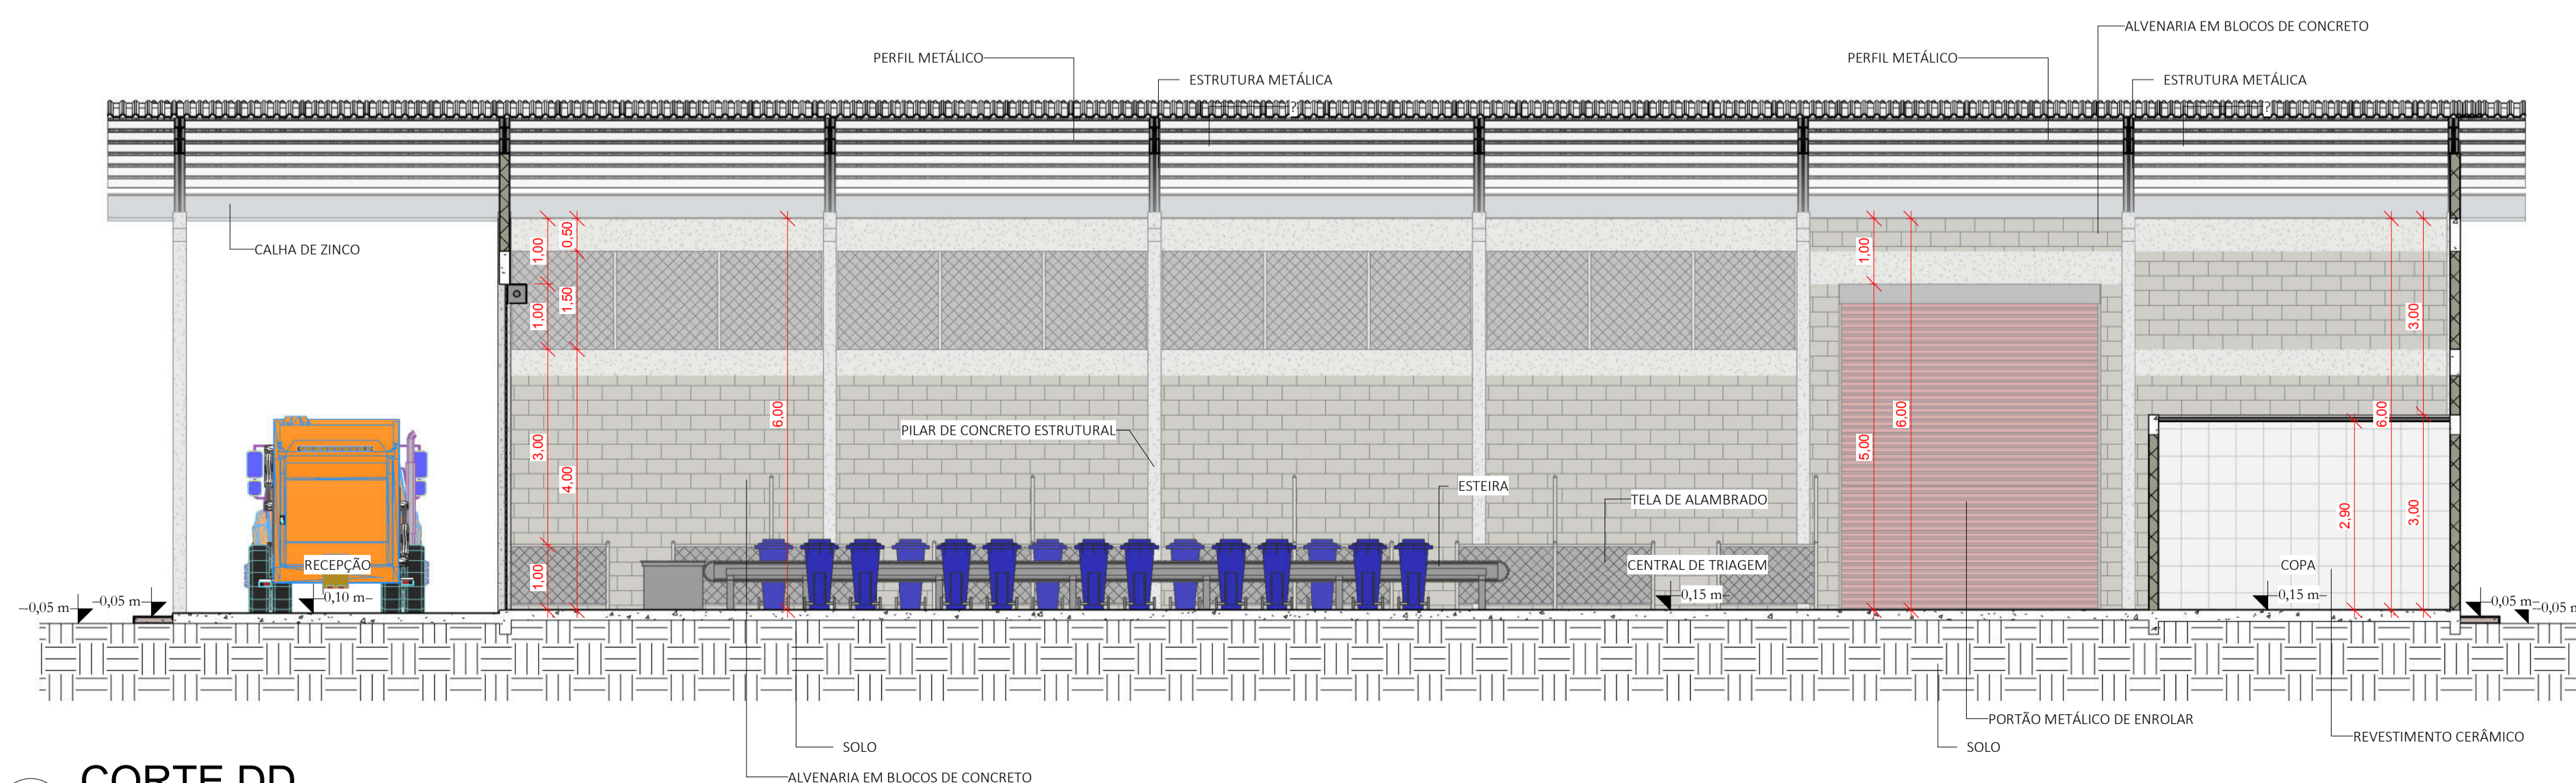 ALVENARIA EM BLOCOS DE CONCRETO
PERFIL METÁLICO
PERFIL METÁLICO
ESTRUTURA METÁLICA
ESTRUTURA METÁLICA
?
?
CALHA DE ZINCO
1,00
0,50
1,00
1,50
3,00
4,00
1,00
6,00
1,00
5,00
6,00
3,00
6,00
2,90
3,00
PILAR DE CONCRETO ESTRUTURAL
ESTEIRA
TELA DE ALAMBRADO
RECEPÇÃO
CENTRAL DE TRIAGEM
COPA
-0,05 m
-0,05 m
0,10 m
0,15 m
0,15 m
0,05 m
-0,05 m
PORTÃO METÁLICO DE ENROLAR
REVESTIMENTO CERÂMICO
SOLO
SOLO
ALVENARIA EM BLOCOS DE CONCRETO
CORTE DD